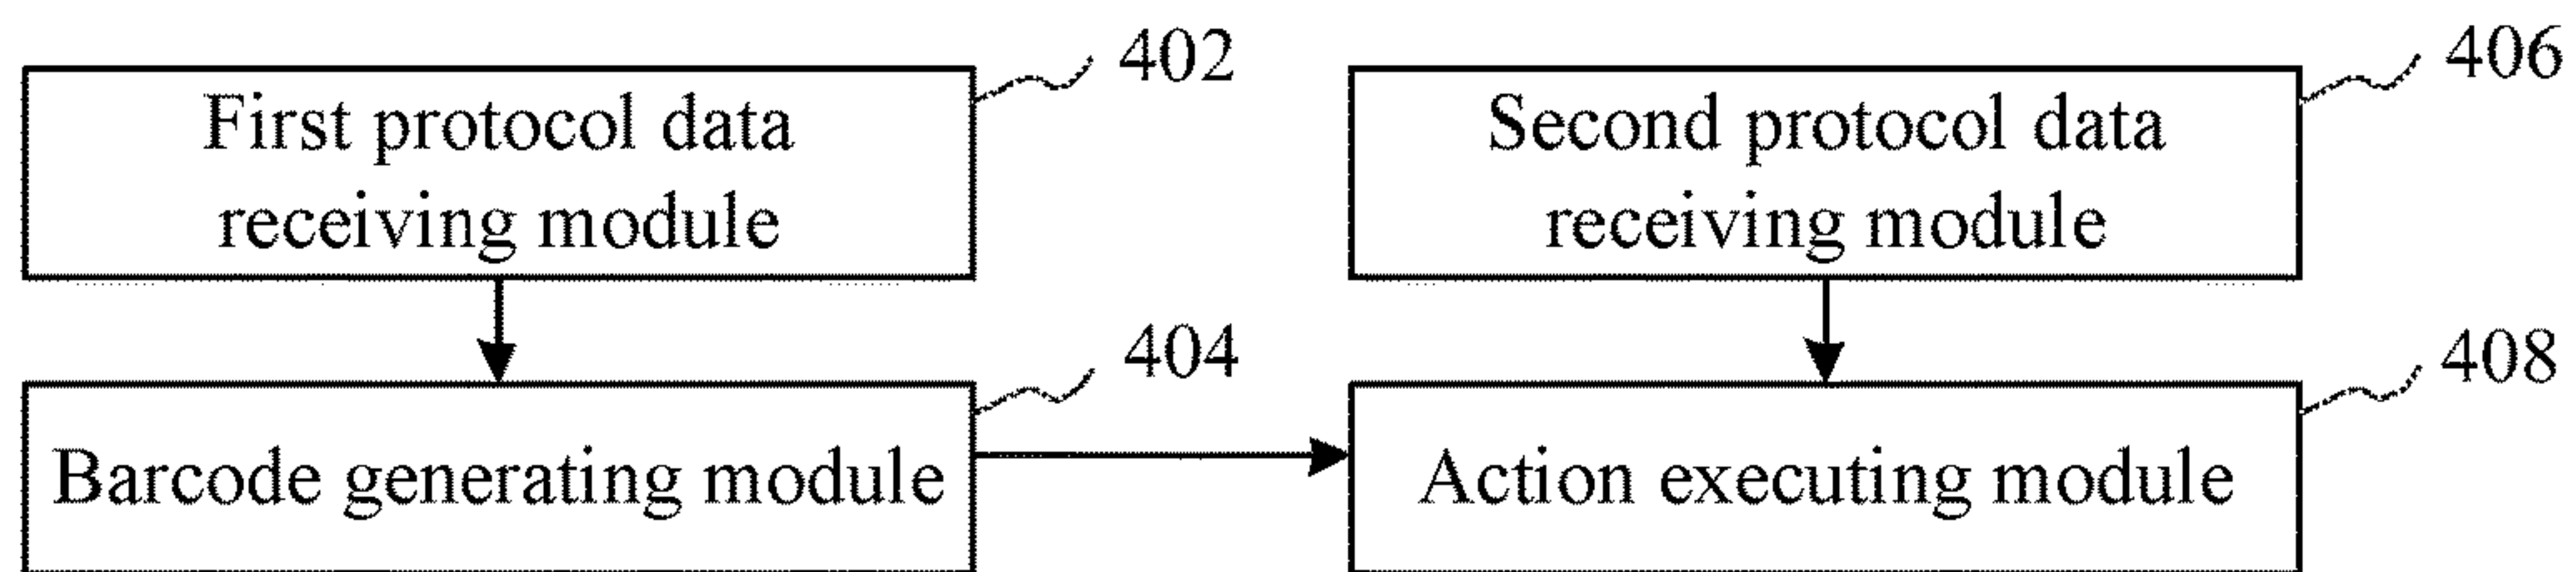 First protocol data
receiving module
402
Second protocol data
receiving module
406
Barcode generating module
404
Action executing module
408